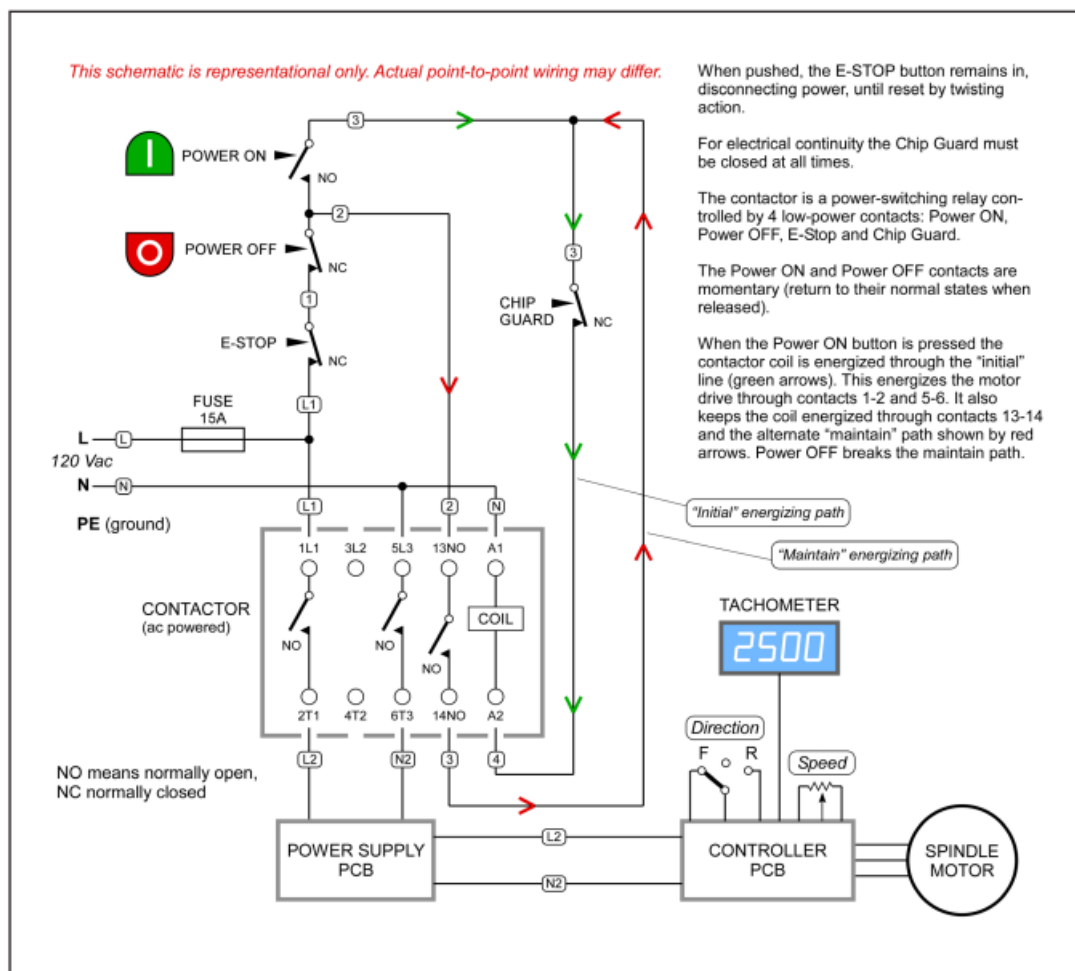 This schematic is representational only. Actual point-to-point wiring may differ.
When pushed, the E-STOP button remains in,
disconnecting power, until reset by twisting
action.
For electrical continuity the Chip Guard must
be closed at all times.
The contactor is a power-switching relay con-
trolled by 4 low-power contacts: Power ON,
Power OFF, E-Stop and Chip Guard.
The Power ON and Power OFF contacts are
momentary (return to their normal states when
released).
When the Power ON button is pressed the
contactor coil is energized through the “initial”
line (green arrows). This energizes the motor
drive through contacts 1-2 and 5-6. It also
keeps the coil energized through contacts 13-14
and the alternate “maintain” path shown by red
arrows. Power OFF breaks the maintain path.
3
POWER ON
NO
2
POWER OFF
NC
1
E-STOP
NC
L1
3
CHIP
GUARD
NC
FUSE
15A
L L
120 Vac
N N
PE (ground)
“Initial” energizing path
“Maintain” energizing path
L1 2 N
1L1 3L2 5L3 13NO A1
CONTACTOR
(ac powered)
NO NO NO COIL
2T1 4T2 6T3 14NO A2
L2 N2 3 4
NO means normally open,
NC normally closed
TACHOMETER
2500
Direction
F R
Speed
POWER SUPPLY
PCB
L2
N2
CONTROLLER
PCB
SPINDLE
MOTOR